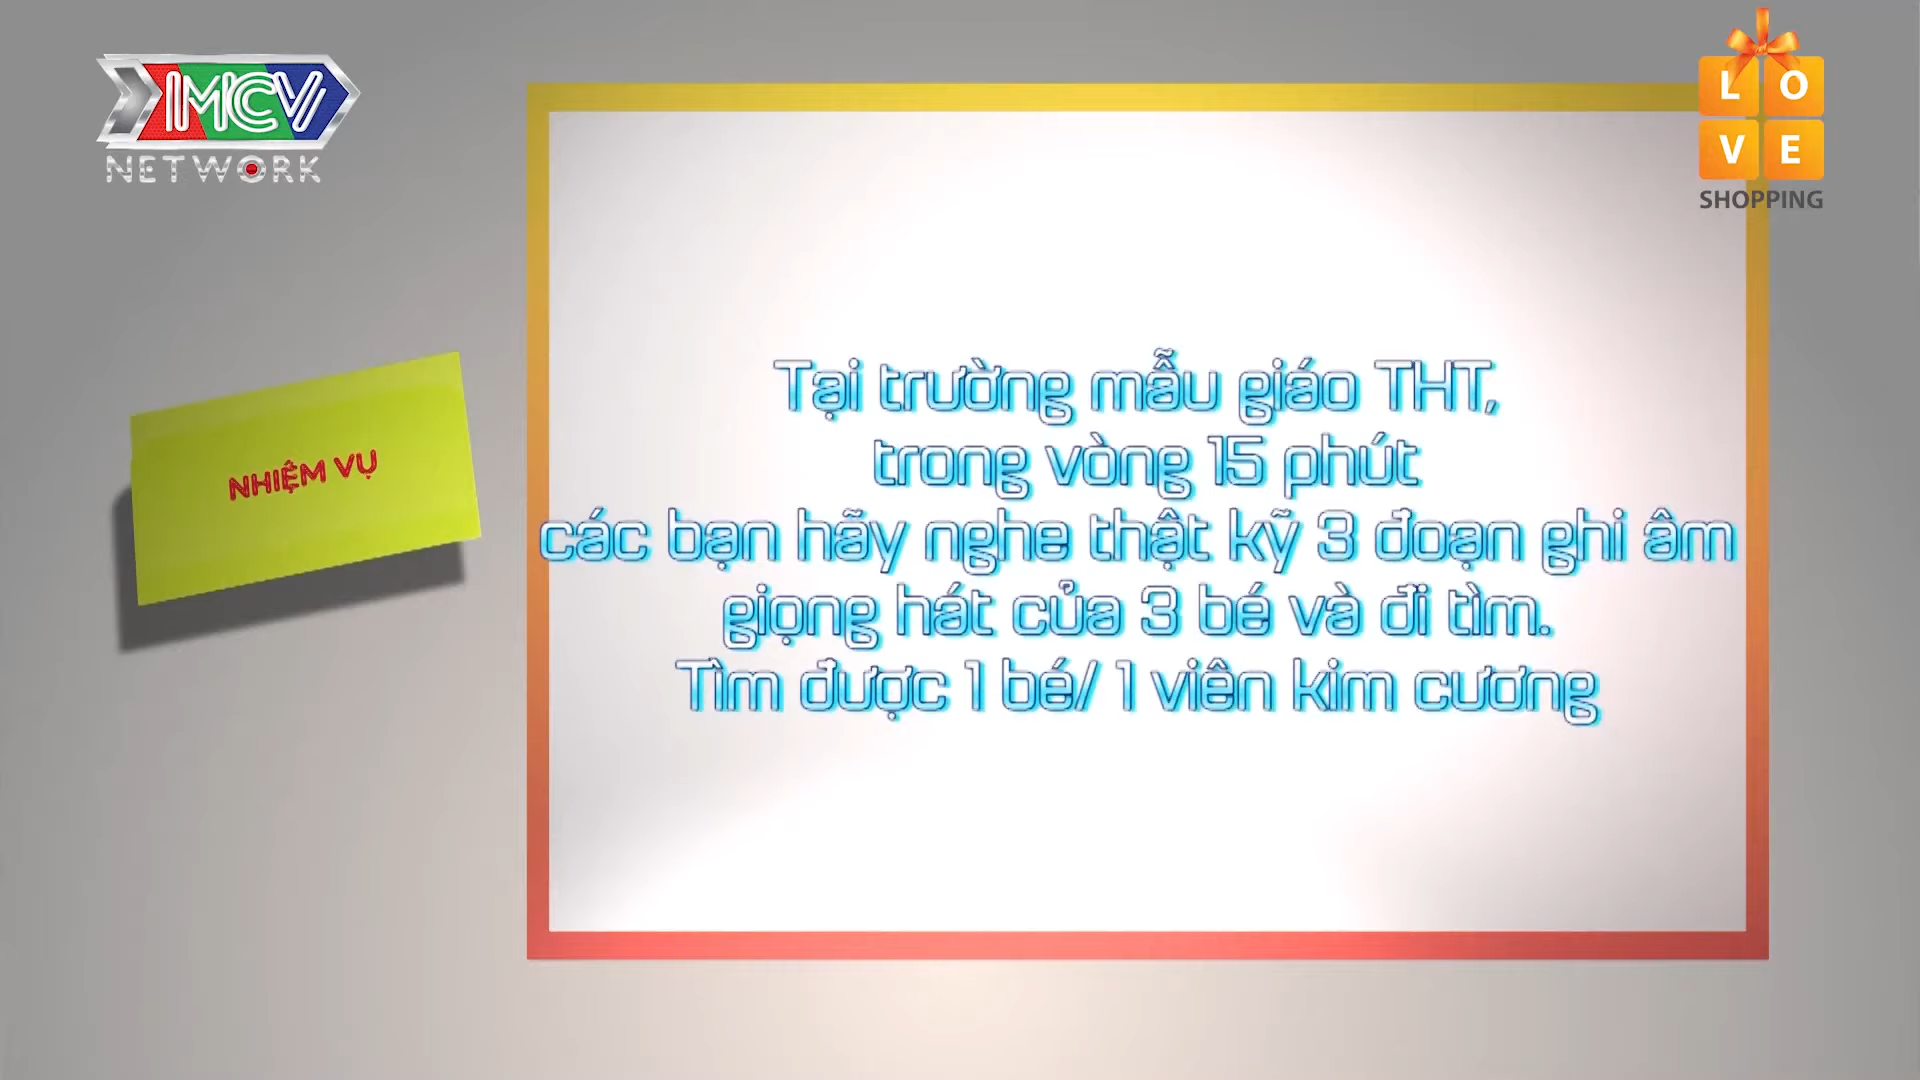 MCV
NETWORK
L O
V E
SHOPPING
NHIỆM VỤ
Tại trường mẫu giáo THT,
trong vòng 15 phút
các bạn hãy nghe thật kỹ 3 đoạn ghi âm
giọng hát của 3 bé và đi tìm.
Tìm được 1 bé/ 1 viên kim cương